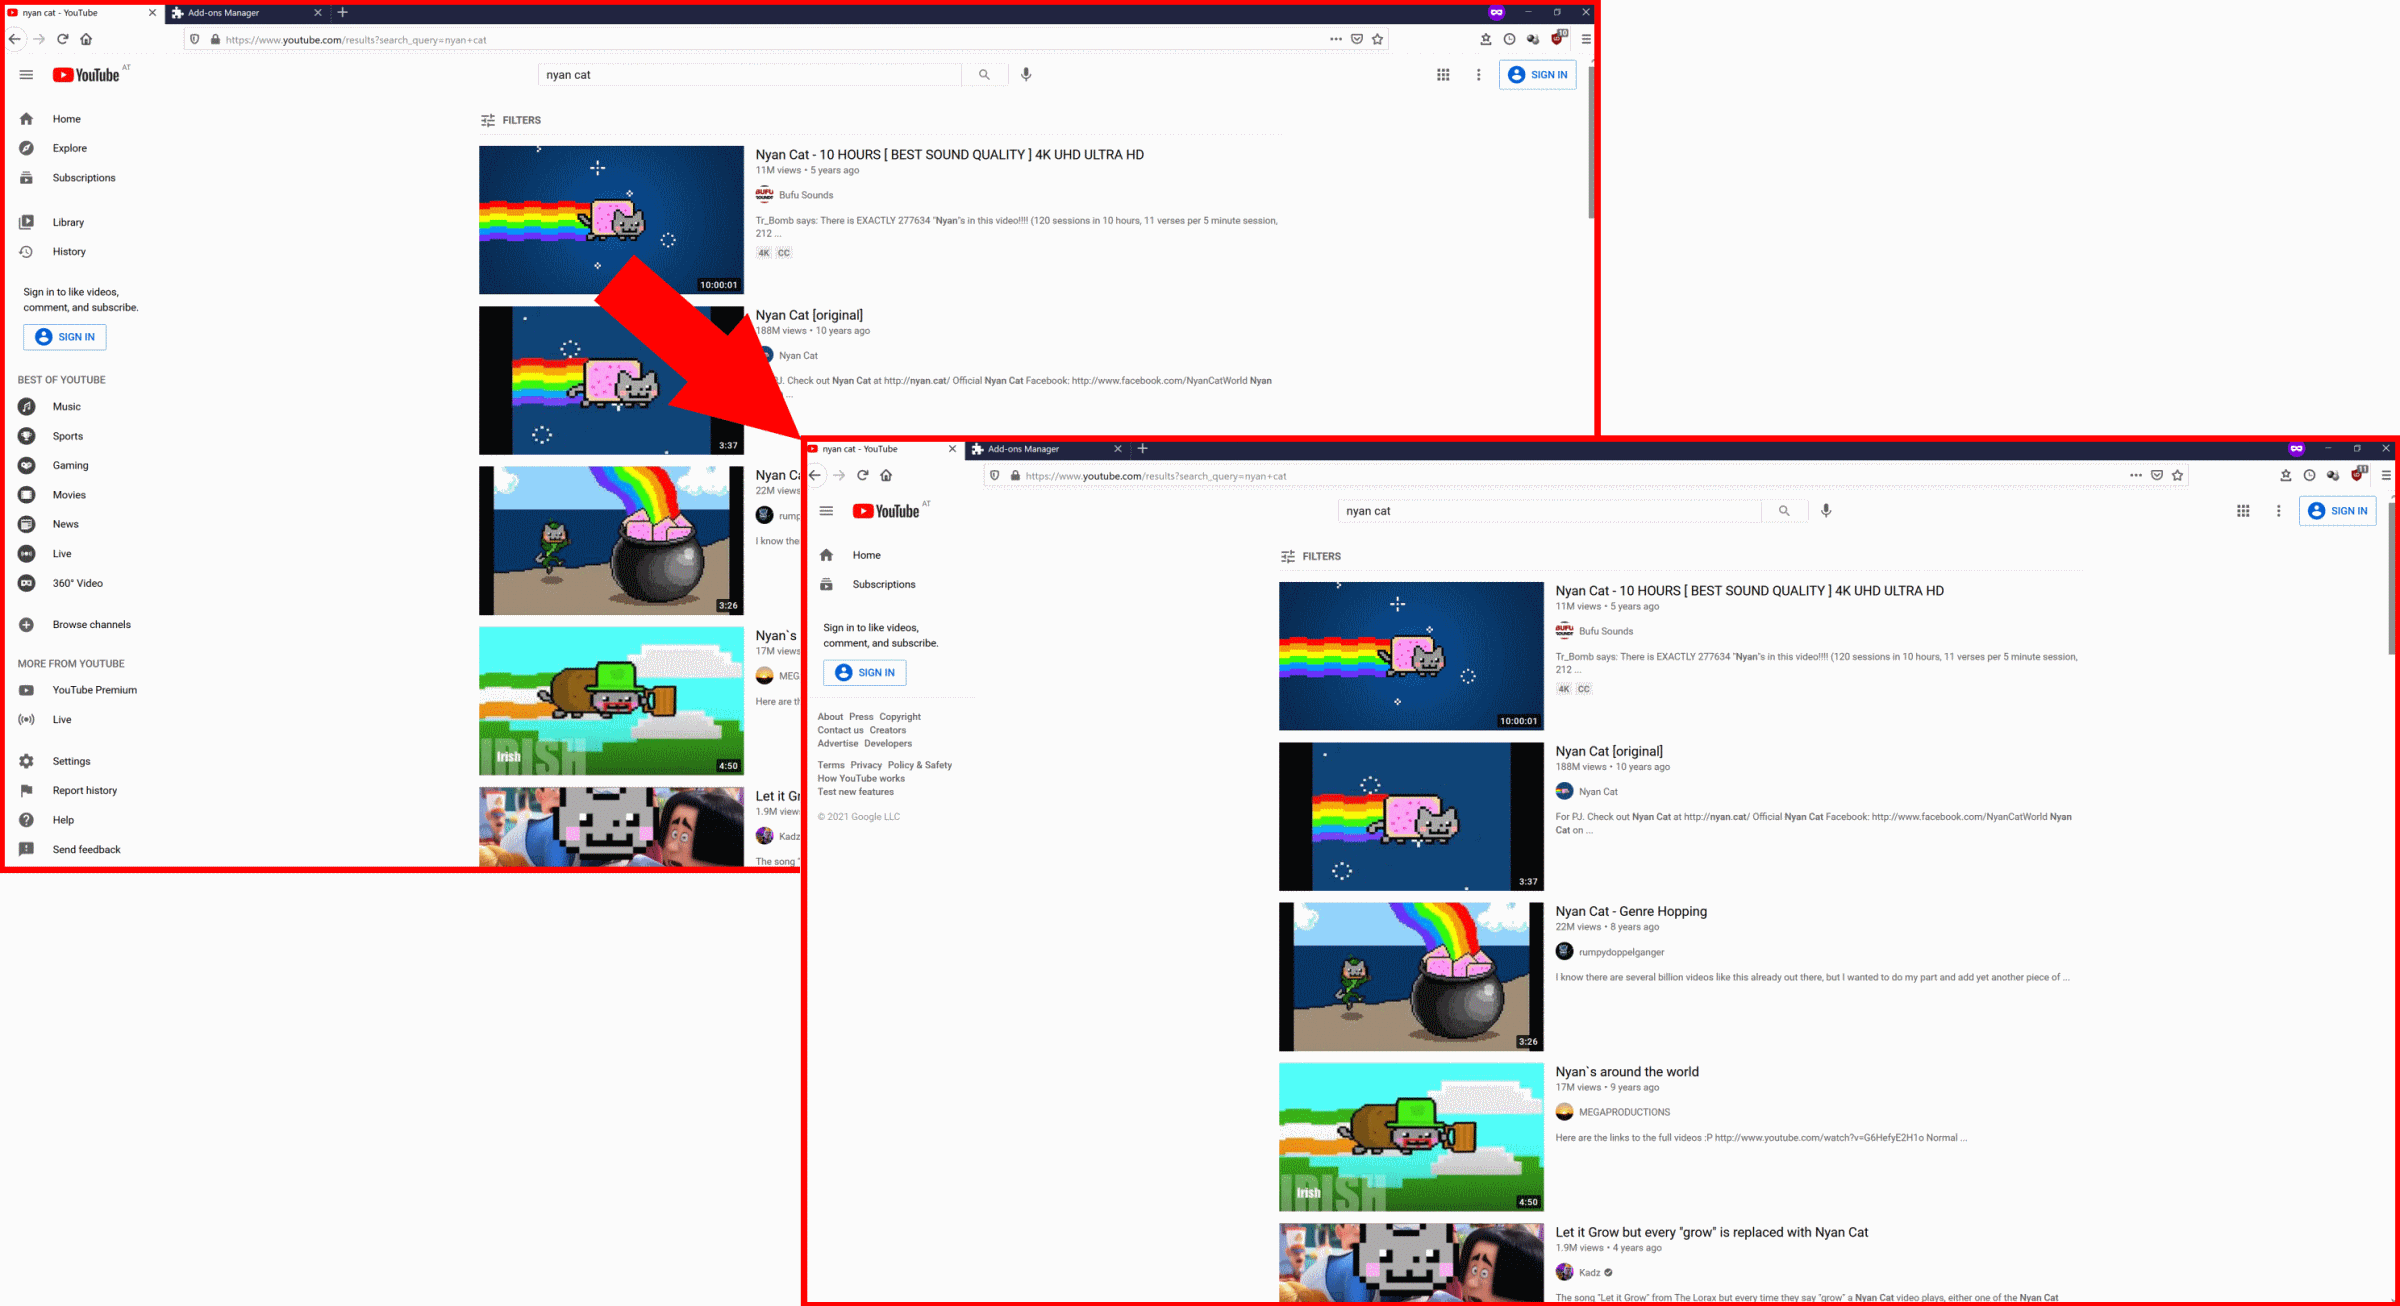 nyan cat - YouTube
Add-ons Manager
https://www.youtube.com/results?search_query=nyan+cat
10
YouTube AT
nyan cat
SIGN IN
Home
Explore
Subscriptions
Library
History
Sign in to like videos,
comment, and subscribe.
SIGN IN
BEST OF YOUTUBE
Music
Sports
Gaming
Movies
News
Live
360° Video
Browse channels
MORE FROM YOUTUBE
YouTube Premium
Live
Settings
Report history
Help
Send feedback
FILTERS
10:00:01
Nyan Cat - 10 HOURS [ BEST SOUND QUALITY ] 4K UHD ULTRA HD
11M views • 5 years ago
BUFU SOUNDS
Bufu Sounds
Tr_Bomb says: There is EXACTLY 277634 "Nyan"s in this video!!!! (120 sessions in 10 hours, 11 verses per 5 minute session,
212 ...
4K CC
3:37
Nyan Cat [original]
188M views • 10 years ago
Nyan Cat
PJ. Check out Nyan Cat at http://nyan.cat/ Official Nyan Cat Facebook: http://www.facebook.com/NyanCatWorld Nyan
...
3:26
Nyan Ca
22M views
rump
I know the
IRISH
Irish
4:50
Nyan`s
17M views
MEG
Here are th
Let it Gr
1.9M view
Kadz
The song "
nyan cat - YouTube
Add-ons Manager
https://www.youtube.com/results?search_query=nyan+cat
11
YouTube AT
nyan cat
SIGN IN
Home
Subscriptions
Sign in to like videos,
comment, and subscribe.
SIGN IN
About Press Copyright
Contact us Creators
Advertise Developers
Terms Privacy Policy & Safety
How YouTube works
Test new features
© 2021 Google LLC
FILTERS
10:00:01
Nyan Cat - 10 HOURS [ BEST SOUND QUALITY ] 4K UHD ULTRA HD
11M views • 5 years ago
BUFU SOUNDS
Bufu Sounds
Tr_Bomb says: There is EXACTLY 277634 "Nyan"s in this video!!!! (120 sessions in 10 hours, 11 verses per 5 minute session,
212 ...
4K CC
3:37
Nyan Cat [original]
188M views • 10 years ago
Nyan Cat
For PJ. Check out Nyan Cat at http://nyan.cat/ Official Nyan Cat Facebook: http://www.facebook.com/NyanCatWorld Nyan
Cat on ...
3:26
Nyan Cat - Genre Hopping
22M views • 8 years ago
rumpydoppelganger
I know there are several billion videos like this already out there, but I wanted to do my part and add yet another piece of ...
IRISH
Irish
4:50
Nyan`s around the world
17M views • 9 years ago
MEGAPRODUCTIONS
Here are the links to the full videos :P http://www.youtube.com/watch?v=G6HefyE2H1o Normal ...
Let it Grow but every "grow" is replaced with Nyan Cat
1.9M views • 4 years ago
Kadz
The song "Let it Grow" from The Lorax but every time they say "grow" a Nyan Cat video plays, either one of the Nyan Cat